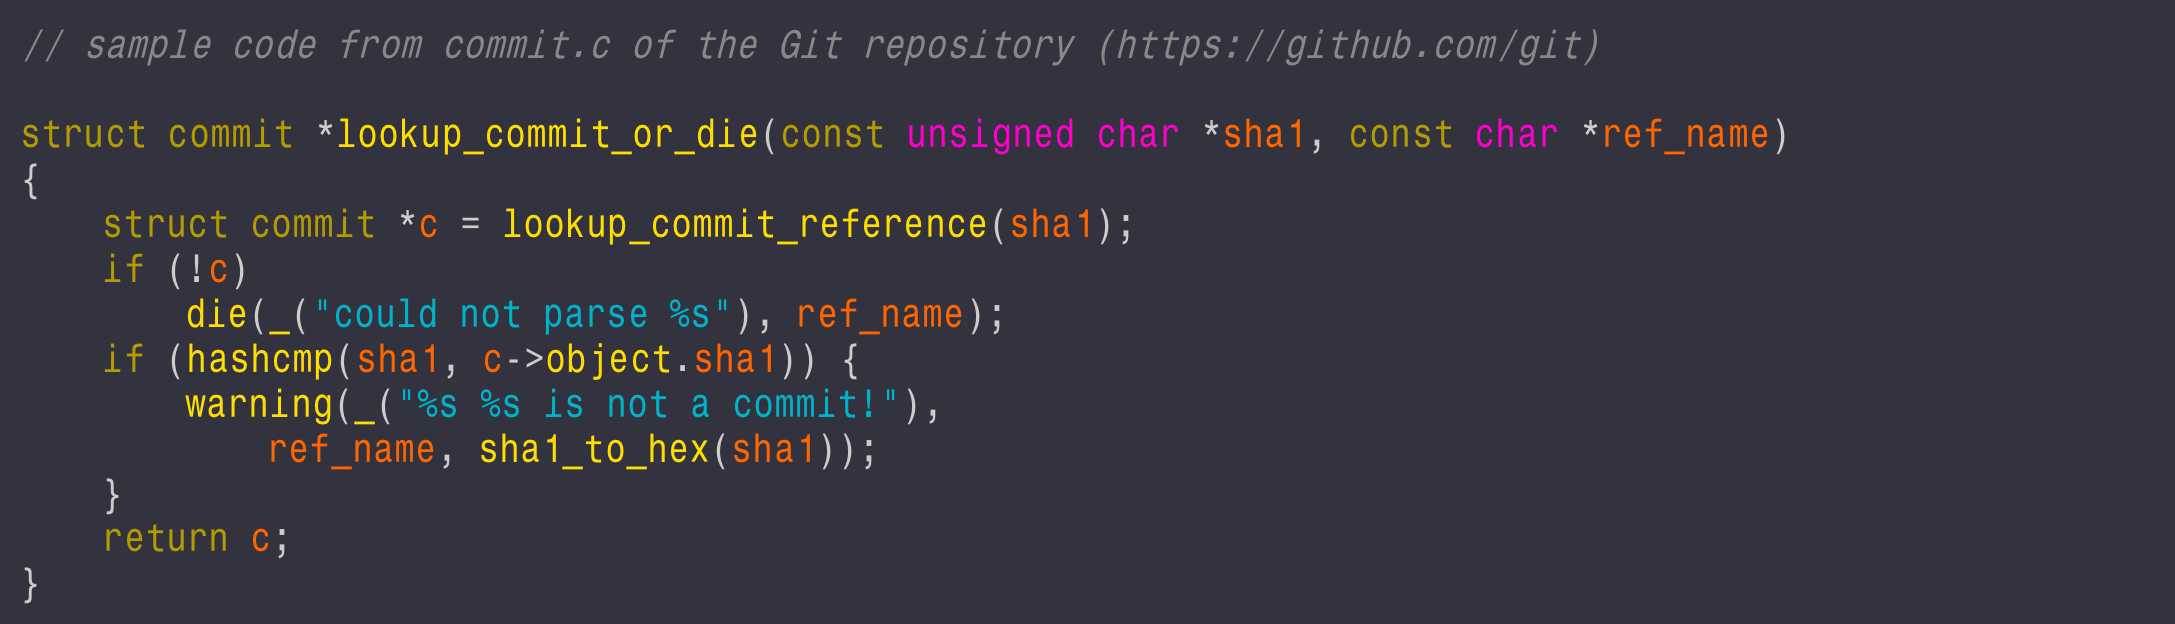 // sample code from commit.c of the Git repository (https://github.com/git)
struct commit *lookup_commit_or_die(const unsigned char *sha1, const char *ref_name)
{
    struct commit *c = lookup_commit_reference(sha1);
    if (!c)
        die(_("could not parse %s"), ref_name);
    if (hashcmp(sha1, c->object.sha1)) {
        warning(_("%s %s is not a commit!"),
            ref_name, sha1_to_hex(sha1));
    }
    return c;
}